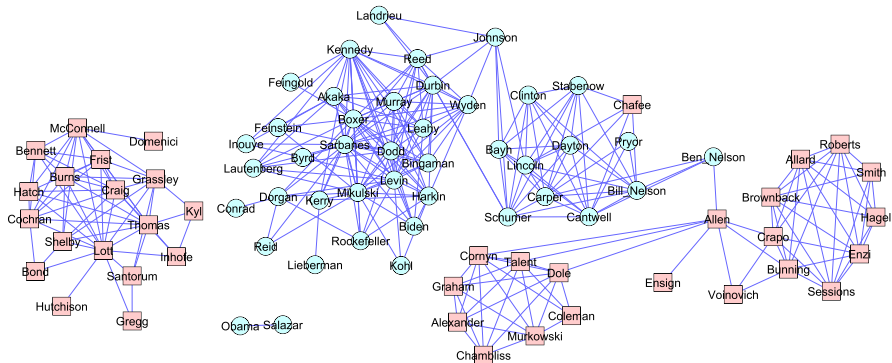 Landrieu
Johnson
Kennedy
Reed
Feingold
Durbin
Akaka
Murray
Wyden
Boxer
Feinstein
Leahy
Inouye
Sarbanes
Dodd
Byrd
Bingaman
Lautenberg
Levin
Dorgan
Kerry
Mikulski
Harkin
Conrad
Biden
Reid
Rockefeller
Lieberman
Kohl
Obama
Salazar
Stabenow
Clinton
Chafee
Bayh
Dayton
Pryor
Lincoln
Ben_Nelson
Carper
Bill_Nelson
Schumer
Cantwell
McConnell
Domenici
Bennett
Frist
Burns
Grassley
Hatch
Craig
Cochran
Thomas
Kyl
Shelby
Lott
Inhofe
Bond
Santorum
Hutchison
Gregg
Roberts
Allard
Smith
Brownback
Hagel
Allen
Crapo
Enzi
Bunning
Ensign
Voinovich
Sessions
Cornyn
Talent
Dole
Graham
Alexander
Coleman
Murkowski
Chambliss